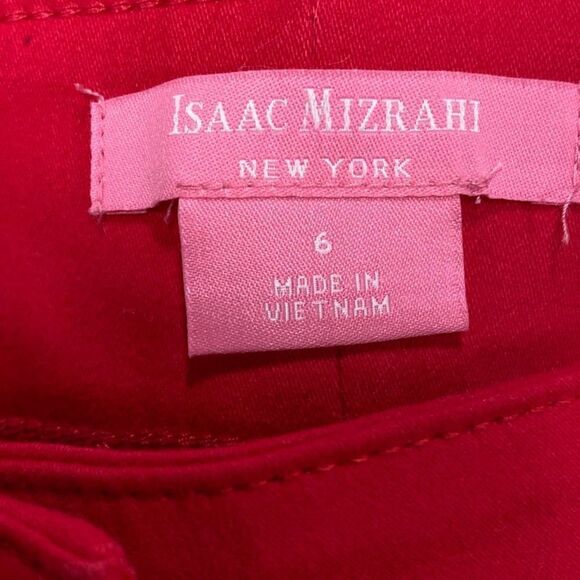 ISAAC MIZRAHI
NEW YORK
6
MADE IN
VIETNAM